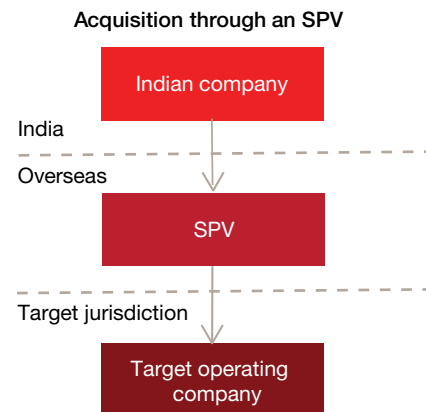 Acquisition through an SPV
Indian company
India
Overseas
SPV
Target jurisdiction
Target operating
company